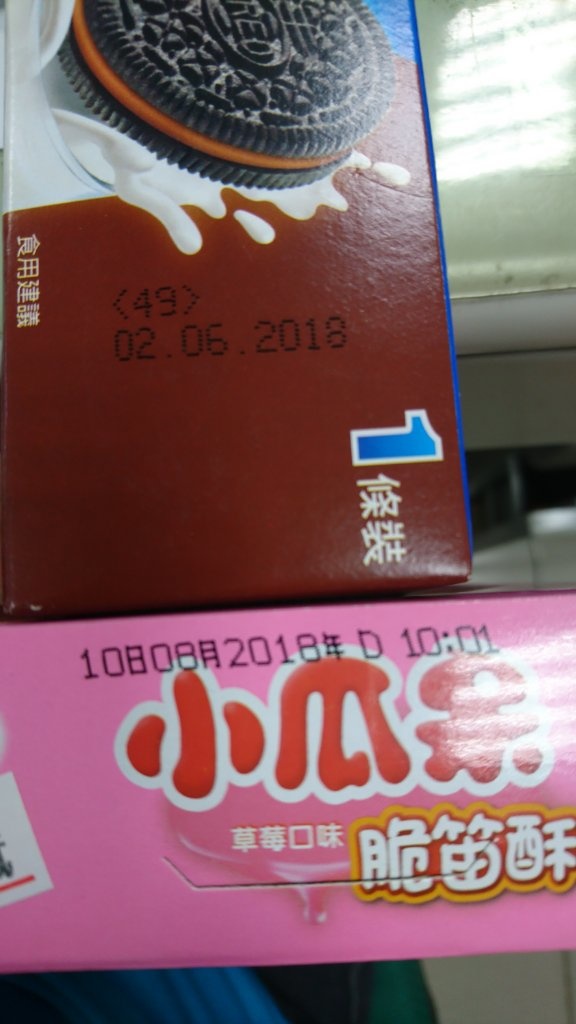 OREO
食用建議
<49>
02.06.2018
1
條裝
10日08月2018年 D 10:01
小瓜呆
草莓口味
脆笛酥